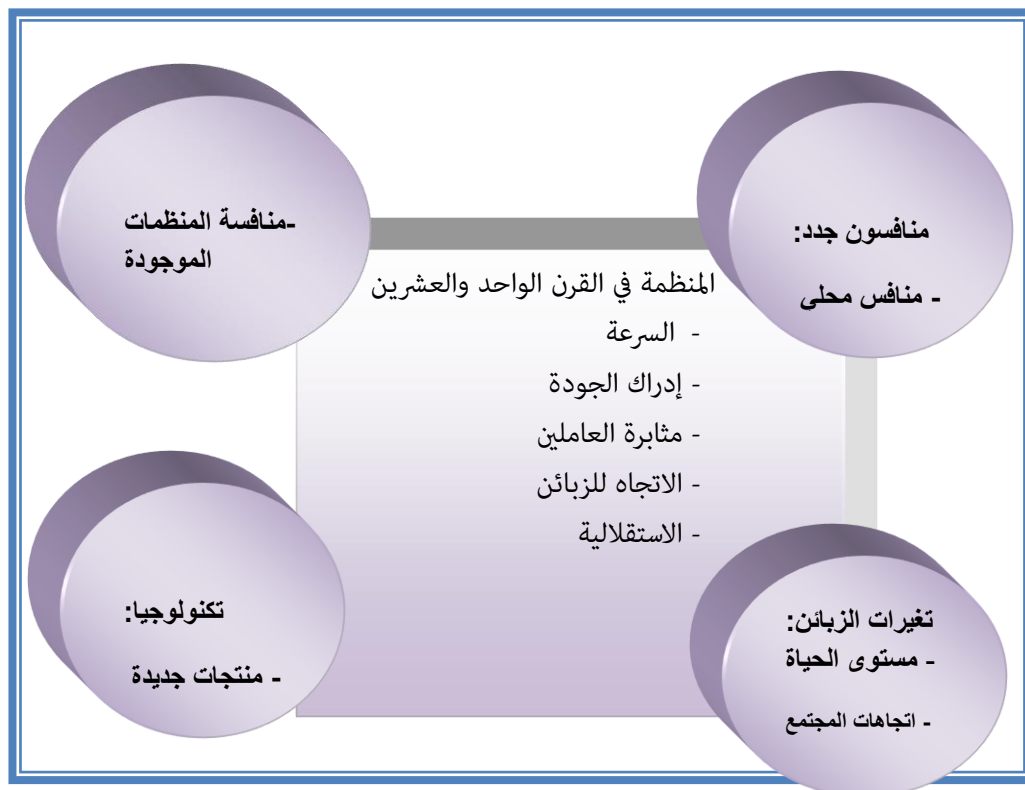 منافسون جدد:
- منافس محلى
-منافسة المنظمات
الموجودة
المنظمة في القرن الواحد والعشرين
- السرعة
- إدراك الجودة
- مثابرة العاملين
- الاتجاه للزبائن
- الاستقلالية
تغيرات الزبائن:
- مستوى الحياة
- اتجاهات المجتمع
تكنولوجيا:
- منتجات جديدة